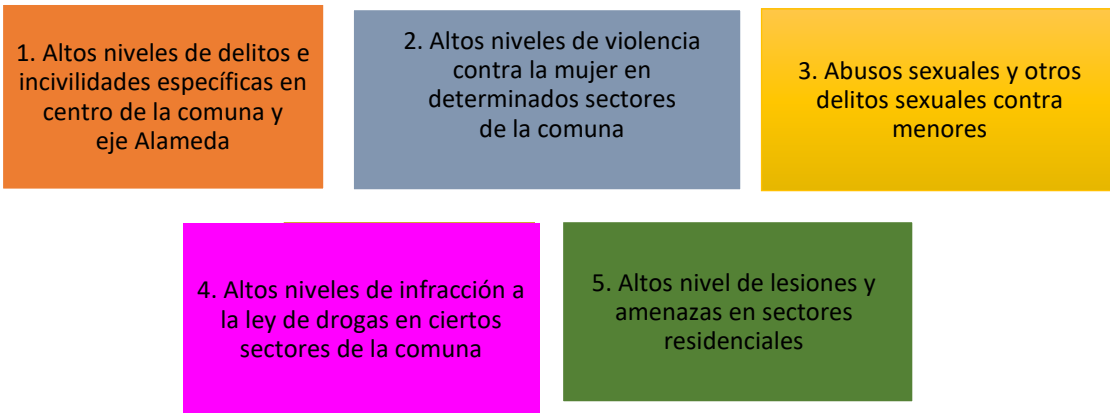 1. Altos niveles de delitos e
incivilidades específicas en
centro de la comuna y
eje Alameda
2. Altos niveles de violencia
contra la mujer en
determinados sectores
de la comuna
3. Abusos sexuales y otros
delitos sexuales contra
menores
4. Altos niveles de infracción a
la ley de drogas en ciertos
sectores de la comuna
5. Altos nivel de lesiones y
amenazas en sectores
residenciales